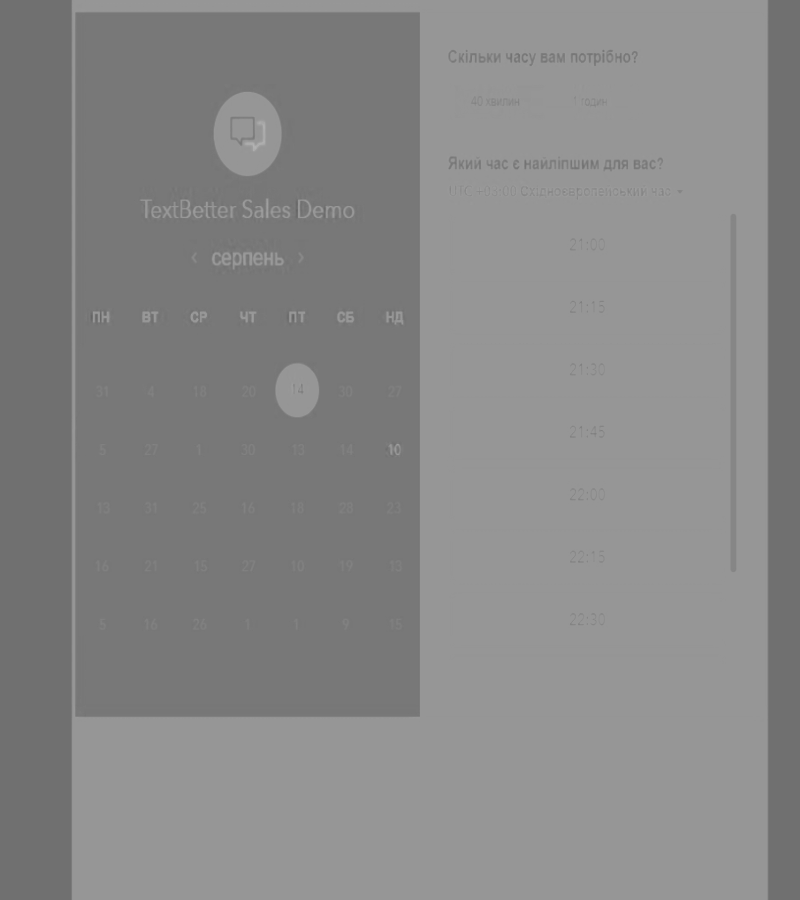 TextBetter Sales Demo
‹ серпень ›
ПН ВТ СР ЧТ ПТ СБ НД
31 4 18 20 14 30 27
5 27 1 30 13 14 10
13 31 25 16 18 28 23
16 21 15 27 10 19 13
5 16 26 1 1 9 15
Скільки часу вам потрібно?
40 хвилин 1 годин
Який час є найліпшим для вас?
UTC+03:00 Східноєвропейський час
21:00
21:15
21:30
21:45
22:00
22:15
22:30